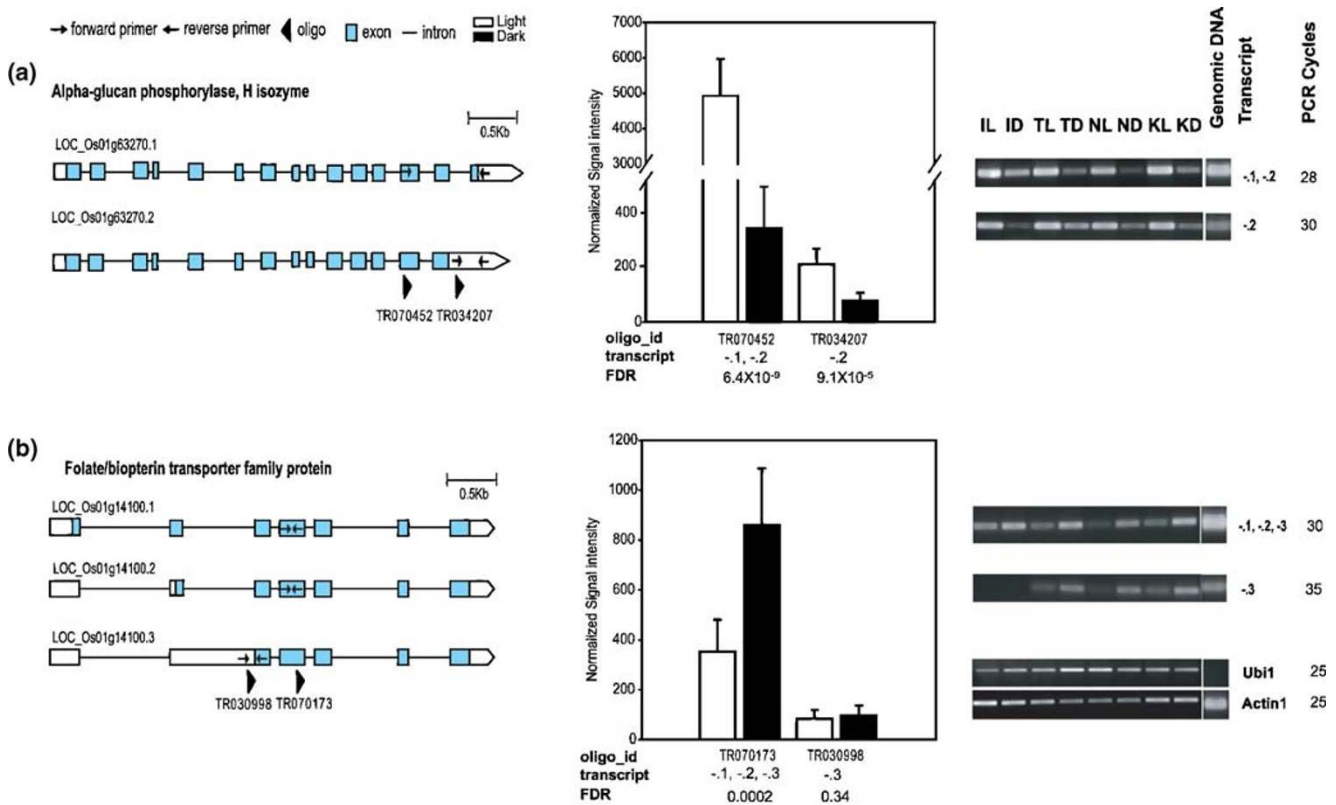 forward primer reverse primer oligo exon intron Light
Dark
(a)
Alpha-glucan phosphorylase, H isozyme
0.5Kb
LOC_Os01g63270.1
LOC_Os01g63270.2
TR070452 TR034207
Normalized Signal intensity
7000
6000
5000
4000
3000
400
200
0
oligo_id TR070452 TR034207
transcript -.1, -.2 -.2
FDR 6.4X10⁻⁹ 9.1X10⁻⁵
IL ID TL TD NL ND KL KD Genomic DNA Transcript PCR Cycles
-.1, -.2 28
-.2 30
(b)
Folate/biopterin transporter family protein
0.5Kb
LOC_Os01g14100.1
LOC_Os01g14100.2
LOC_Os01g14100.3
TR030998 TR070173
Normalized Signal intensity
1200
1000
800
600
400
200
0
oligo_id TR070173 TR030998
transcript -.1, -.2, -.3 -.3
FDR 0.0002 0.34
-.1, -.2, -3 30
-.3 35
Ubi1 25
Actin1 25